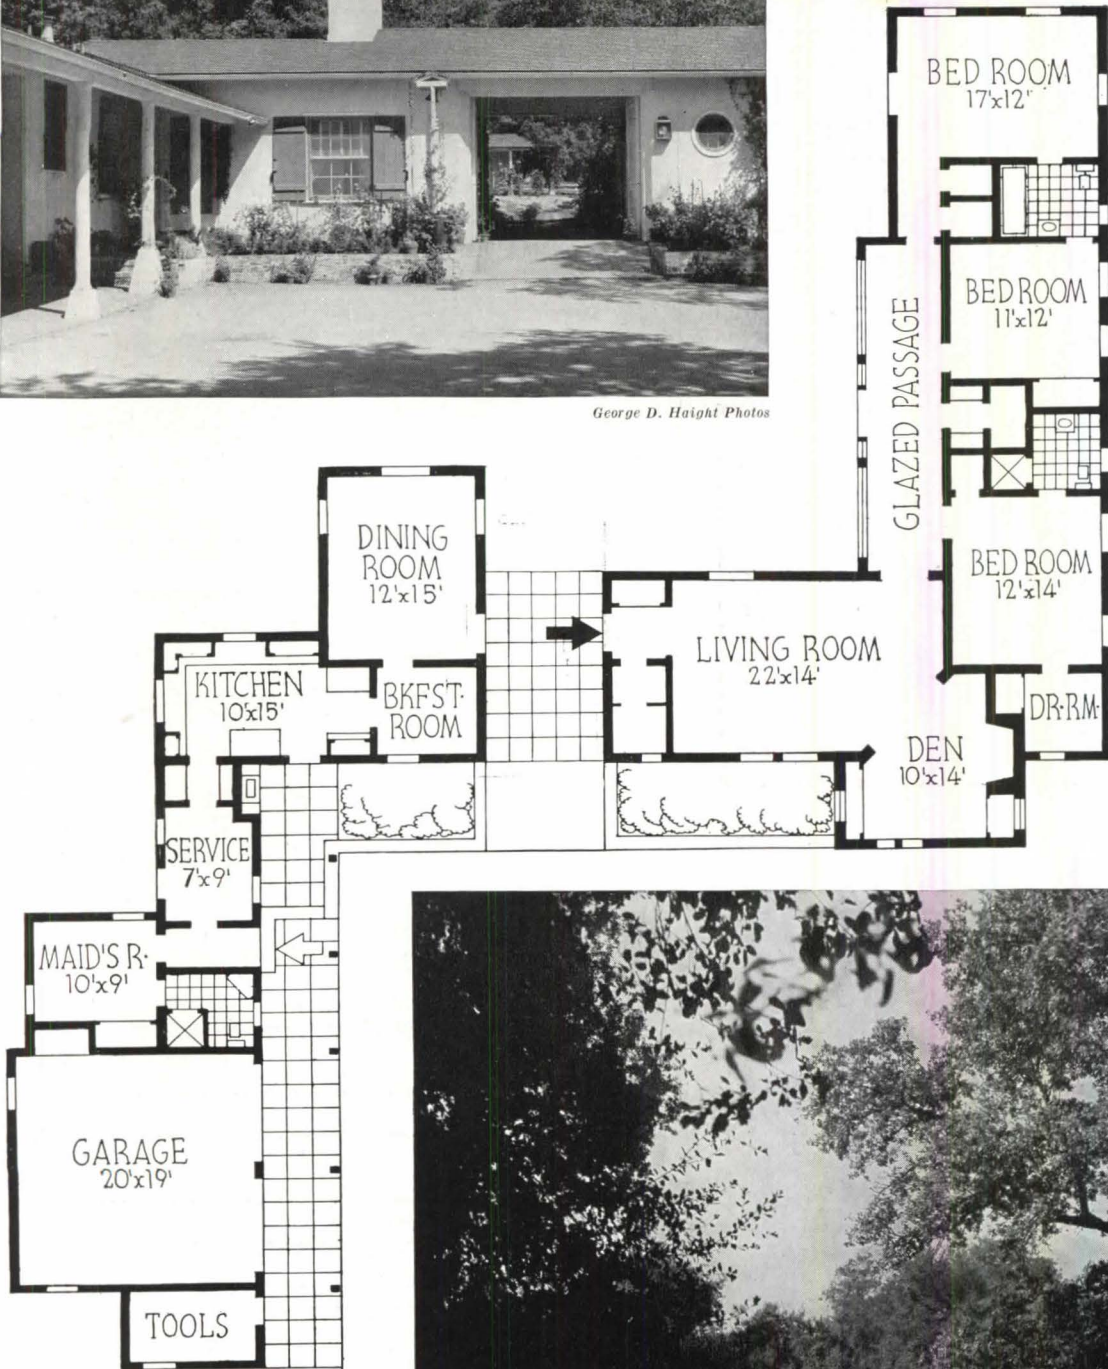 BED ROOM
17'x12'
BED ROOM
11'x12'
GLAZED PASSAGE
George D. Haight Photos
DINING
ROOM
12'x15'
BED ROOM
12'x14'
LIVING ROOM
22'x14'
KITCHEN
10'x15'
BKFST.
ROOM
DR·RM·
DEN
10'x14'
SERVICE
7'x9'
MAID'S R·
10'x9'
GARAGE
20'x19'
TOOLS